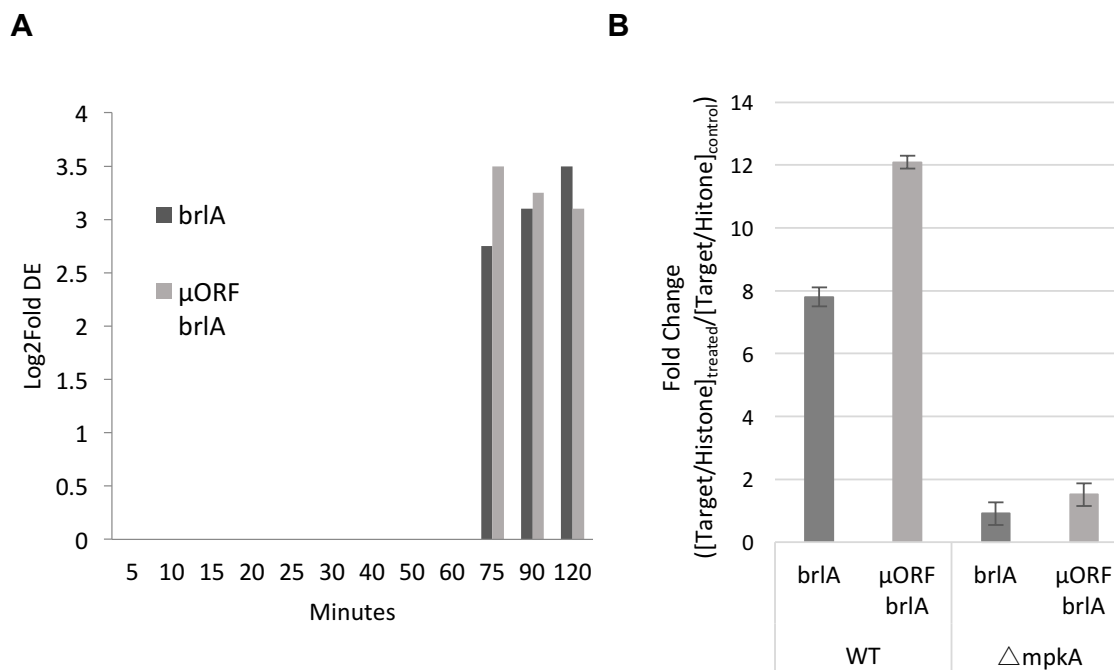 A
Log2Fold DE
4
3.5
3
2.5
2
1.5
1
0.5
0
brlA
μORF
brlA
5 10 15 20 25 30 40 50 60 75 90 120
Minutes
B
Fold Change
([Target/Histone]treated/[Target/Hitone]control)
14
12
10
8
6
4
2
0
brlA μORF brlA μORF
brlA brlA
WT △mpkA